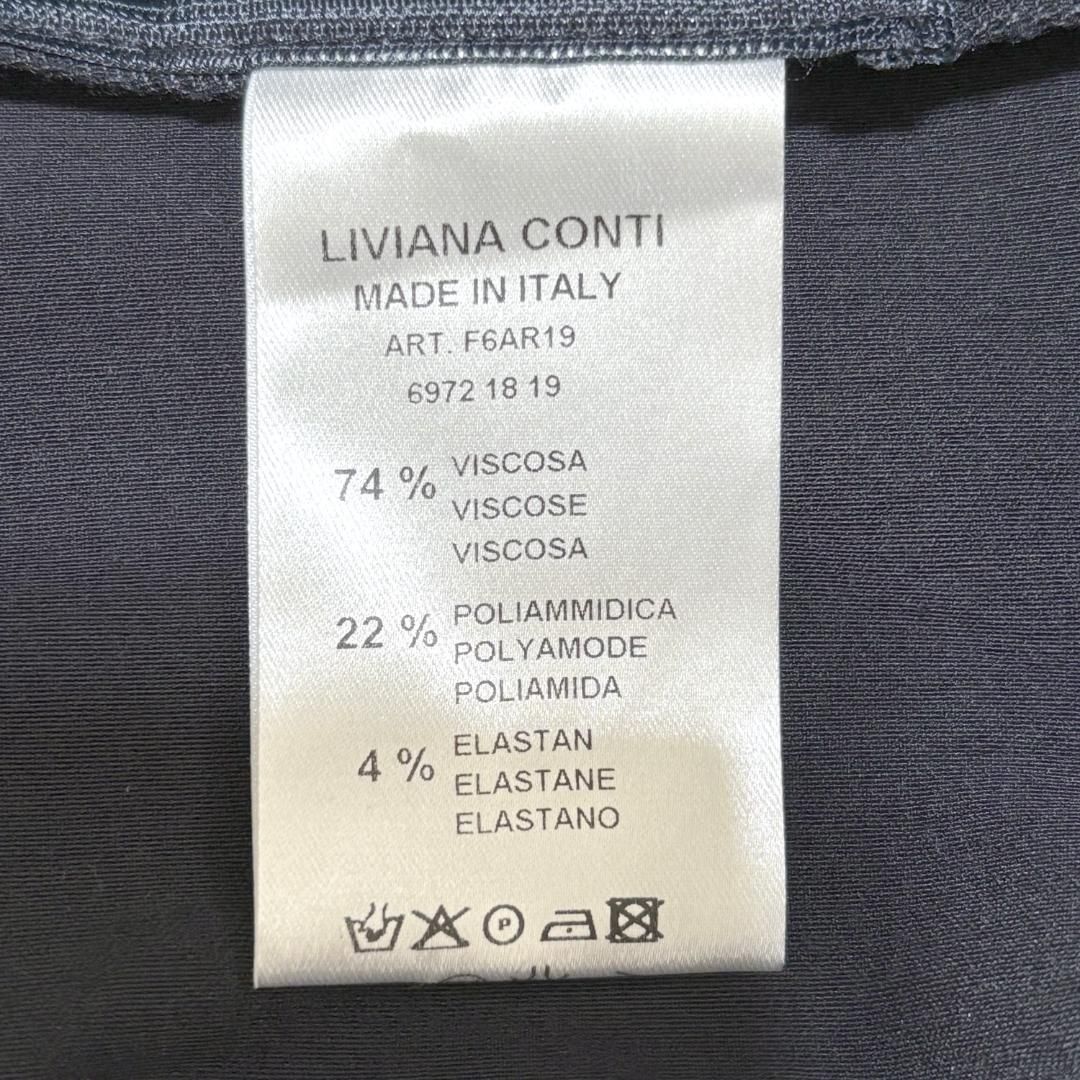 LIVIANA CONTI
MADE IN ITALY
ART. F6AR19
6972 18 19
74 % VISCOSA
VISCOSE
VISCOSA
22 % POLIAMMIDICA
POLYAMODE
POLIAMIDA
4 % ELASTAN
ELASTANE
ELASTANO
P